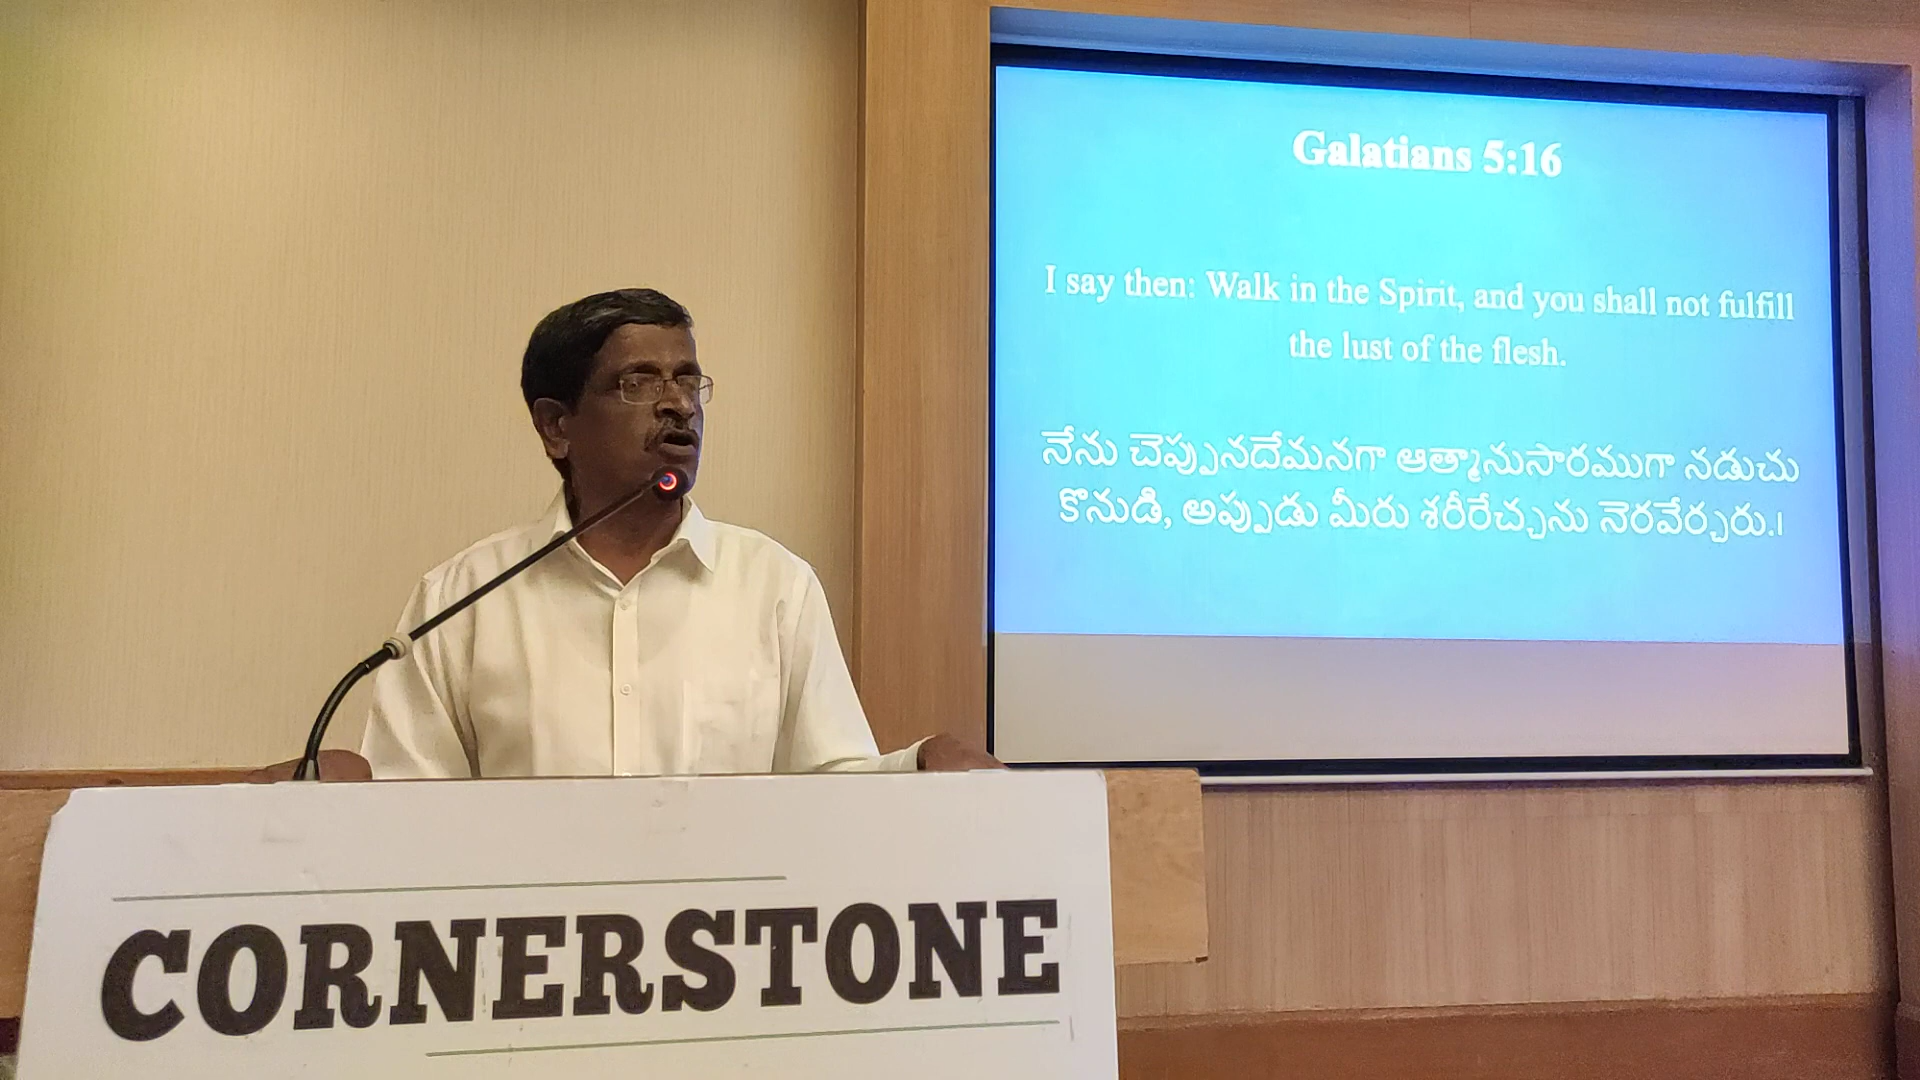 Galatians 5:16
I say then: Walk in the Spirit, and you shall not fulfill
the lust of the flesh.
నేను చెప్పునదేమనగా ఆత్మానుసారముగా నడుచు
కొనుడి, అప్పుడు మీరు శరీరేచ్ఛను నెరవేర్చరు.।
CORNERSTONE